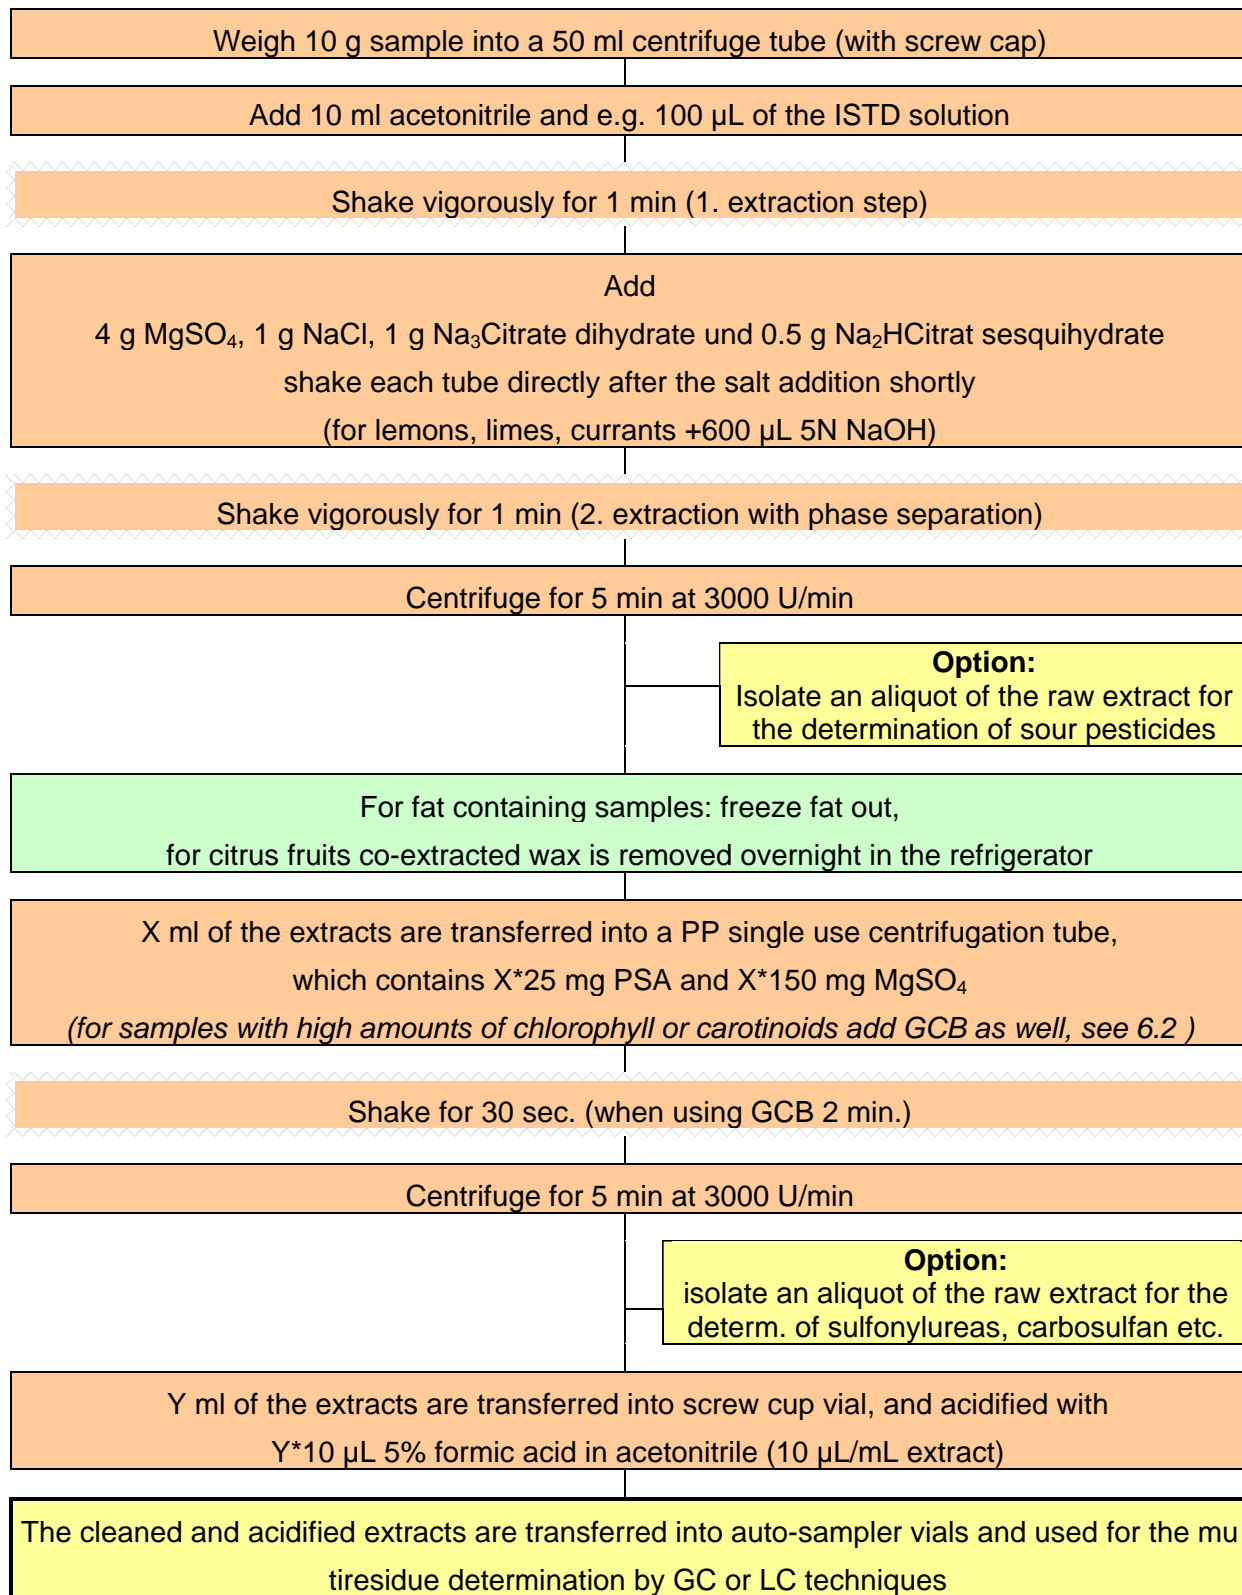 Weigh 10 g sample into a 50 ml centrifuge tube (with screw cap)
Add 10 ml acetonitrile and e.g. 100 µL of the ISTD solution
Shake vigorously for 1 min (1. extraction step)
Add
4 g MgSO₄, 1 g NaCl, 1 g Na₃Citrate dihydrate und 0.5 g Na₂HCitrat sesquihydrate
shake each tube directly after the salt addition shortly
(for lemons, limes, currants +600 µL 5N NaOH)
Shake vigorously for 1 min (2. extraction with phase separation)
Centrifuge for 5 min at 3000 U/min
Option:
Isolate an aliquot of the raw extract for
the determination of sour pesticides
For fat containing samples: freeze fat out,
for citrus fruits co-extracted wax is removed overnight in the refrigerator
X ml of the extracts are transferred into a PP single use centrifugation tube,
which contains X*25 mg PSA and X*150 mg MgSO₄
(for samples with high amounts of chlorophyll or carotinoids add GCB as well, see 6.2 )
Shake for 30 sec. (when using GCB 2 min.)
Centrifuge for 5 min at 3000 U/min
Option:
isolate an aliquot of the raw extract for the
determ. of sulfonylureas, carbosulfan etc.
Y ml of the extracts are transferred into screw cup vial, and acidified with
Y*10 µL 5% formic acid in acetonitrile (10 µL/mL extract)
The cleaned and acidified extracts are transferred into auto-sampler vials and used for the mu
tiresidue determination by GC or LC techniques